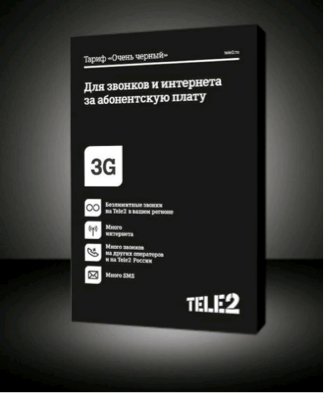 Тариф «Очень черный»
tele2.ru
Для звонков и интернета
за абонентскую плату
3G
Безлимитные звонки
на Tele2 в вашем регионе
Много
интернета
Много звонков
на других операторов
и на Tele2 России
Много SMS
TELE2